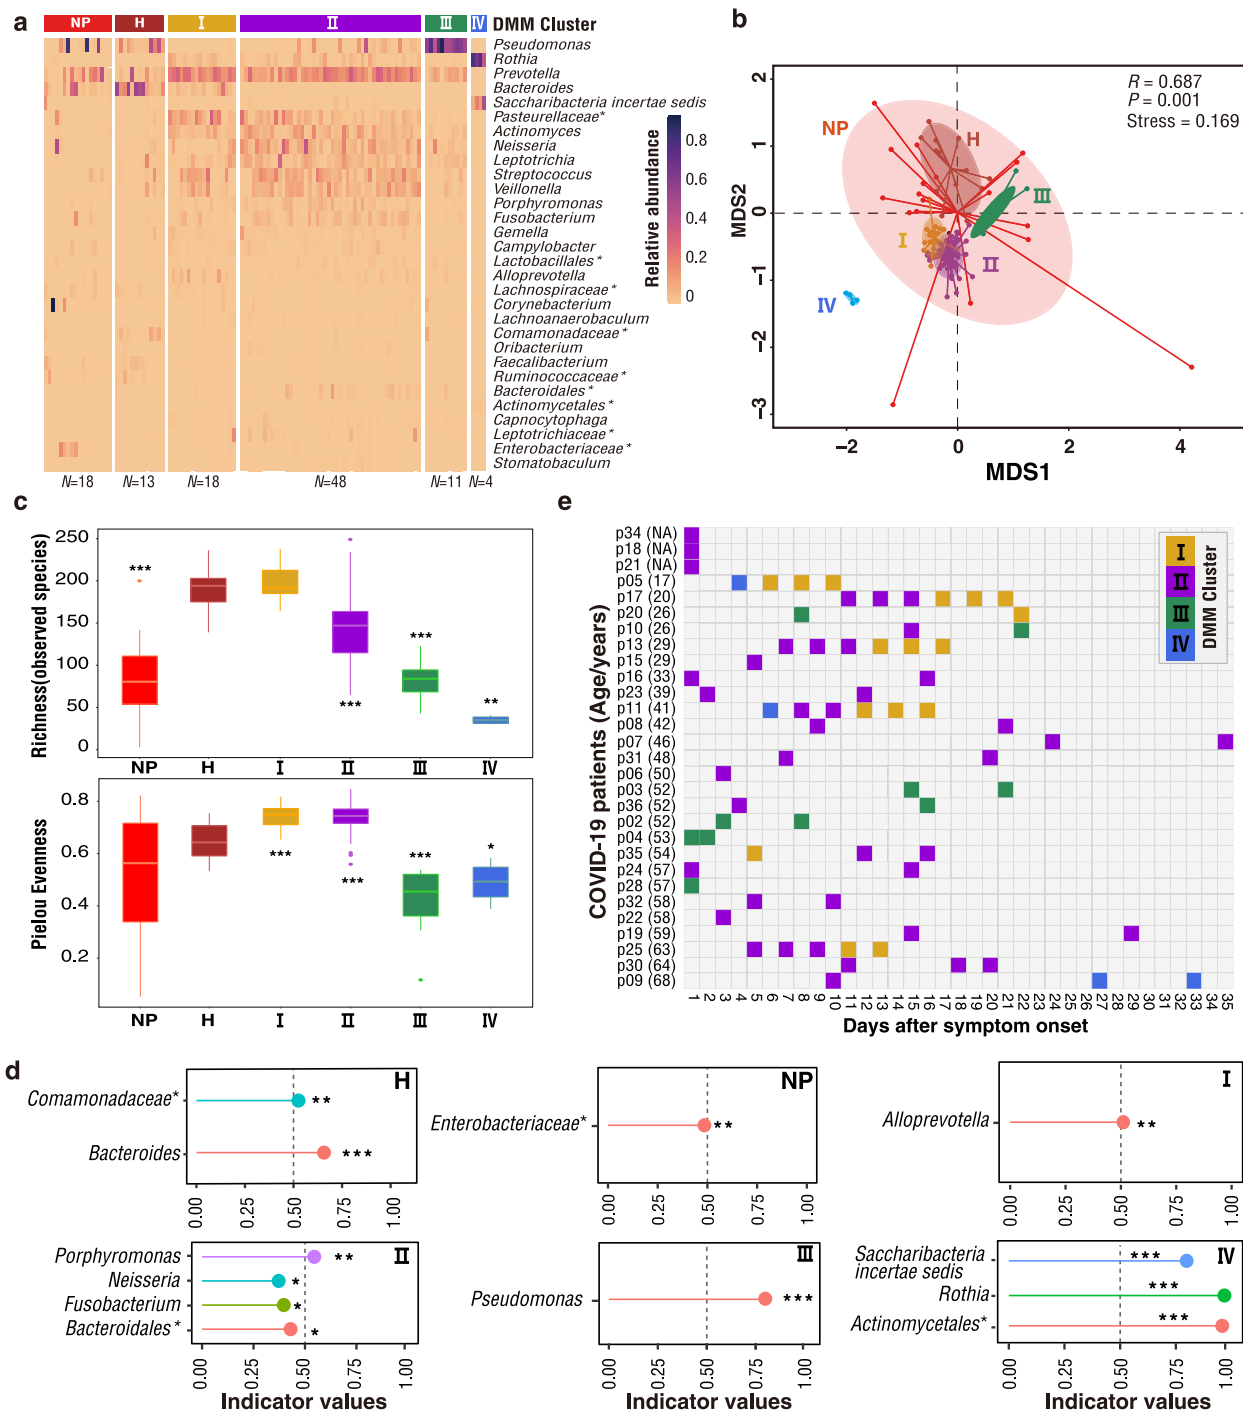 a
NP H I II III IV DMM Cluster
Pseudomonas
Rothia
Prevotella
Bacteroides
Saccharibacteria incertae sedis
Pasteurellaceae*
Actinomyces
Neisseria
Leptotrichia
Streptococcus
Veillonella
Porphyromonas
Fusobacterium
Gemella
Campylobacter
Lactobacillales*
Alloprevotella
Lachnospiraceae*
Corynebacterium
Lachnoanaerobaculum
Comamonadaceae*
Oribacterium
Faecalibacterium
Ruminococcaceae*
Bacteroidales*
Actinomycetales*
Capnocytophaga
Leptotrichiaceae*
Enterobacteriaceae*
Stomatobaculum
N=18 N=13 N=18 N=48 N=11 N=4
Relative abundance
0.8
0.6
0.4
0.2
0
b
R = 0.687
P = 0.001
Stress = 0.169
NP
H
III
I
II
IV
MDS2
2
1
0
−1
−2
−3
−2 0 2 4
MDS1
c
Richness(observed species)
250
200
150
100
50
0
***
***
***
**
NP H I II III IV
Pielou Evenness
0.8
0.6
0.4
0.2
***
***
***
*
NP H I II III IV
e
COVID-19 patients (Age/years)
p34 (NA)
p18 (NA)
p21 (NA)
p05 (17)
p17 (20)
p20 (26)
p10 (26)
p13 (29)
p15 (29)
p16 (33)
p23 (39)
p11 (41)
p08 (42)
p07 (46)
p31 (48)
p06 (50)
p03 (52)
p36 (52)
p02 (52)
p04 (53)
p35 (54)
p24 (57)
p28 (57)
p32 (58)
p22 (58)
p19 (59)
p25 (63)
p30 (64)
p09 (68)
I
II
III
IV
DMM Cluster
1 2 3 4 5 6 7 9 10 11 12 13 14 15 16 18 19 20 21 22 23 24 25 26 27 28 29 30 31 32 33 34 35
Days after symptom onset
d
H
Comamonadaceae* **
Bacteroides ***
0.00 0.25 0.50 0.75 1.00
NP
Enterobacteriaceae* **
0.00 0.25 0.50 0.75 1.00
I
Alloprevotella **
0.00 0.25 0.50 0.75 1.00
II
Porphyromonas **
Neisseria *
Fusobacterium *
Bacteroidales* *
0.00 0.25 0.50 0.75 1.00
Indicator values
III
Pseudomonas ***
0.00 0.25 0.50 0.75 1.00
Indicator values
IV
Saccharibacteria
incertae sedis ***
Rothia ***
Actinomycetales* ***
0.00 0.25 0.50 0.75 1.00
Indicator values